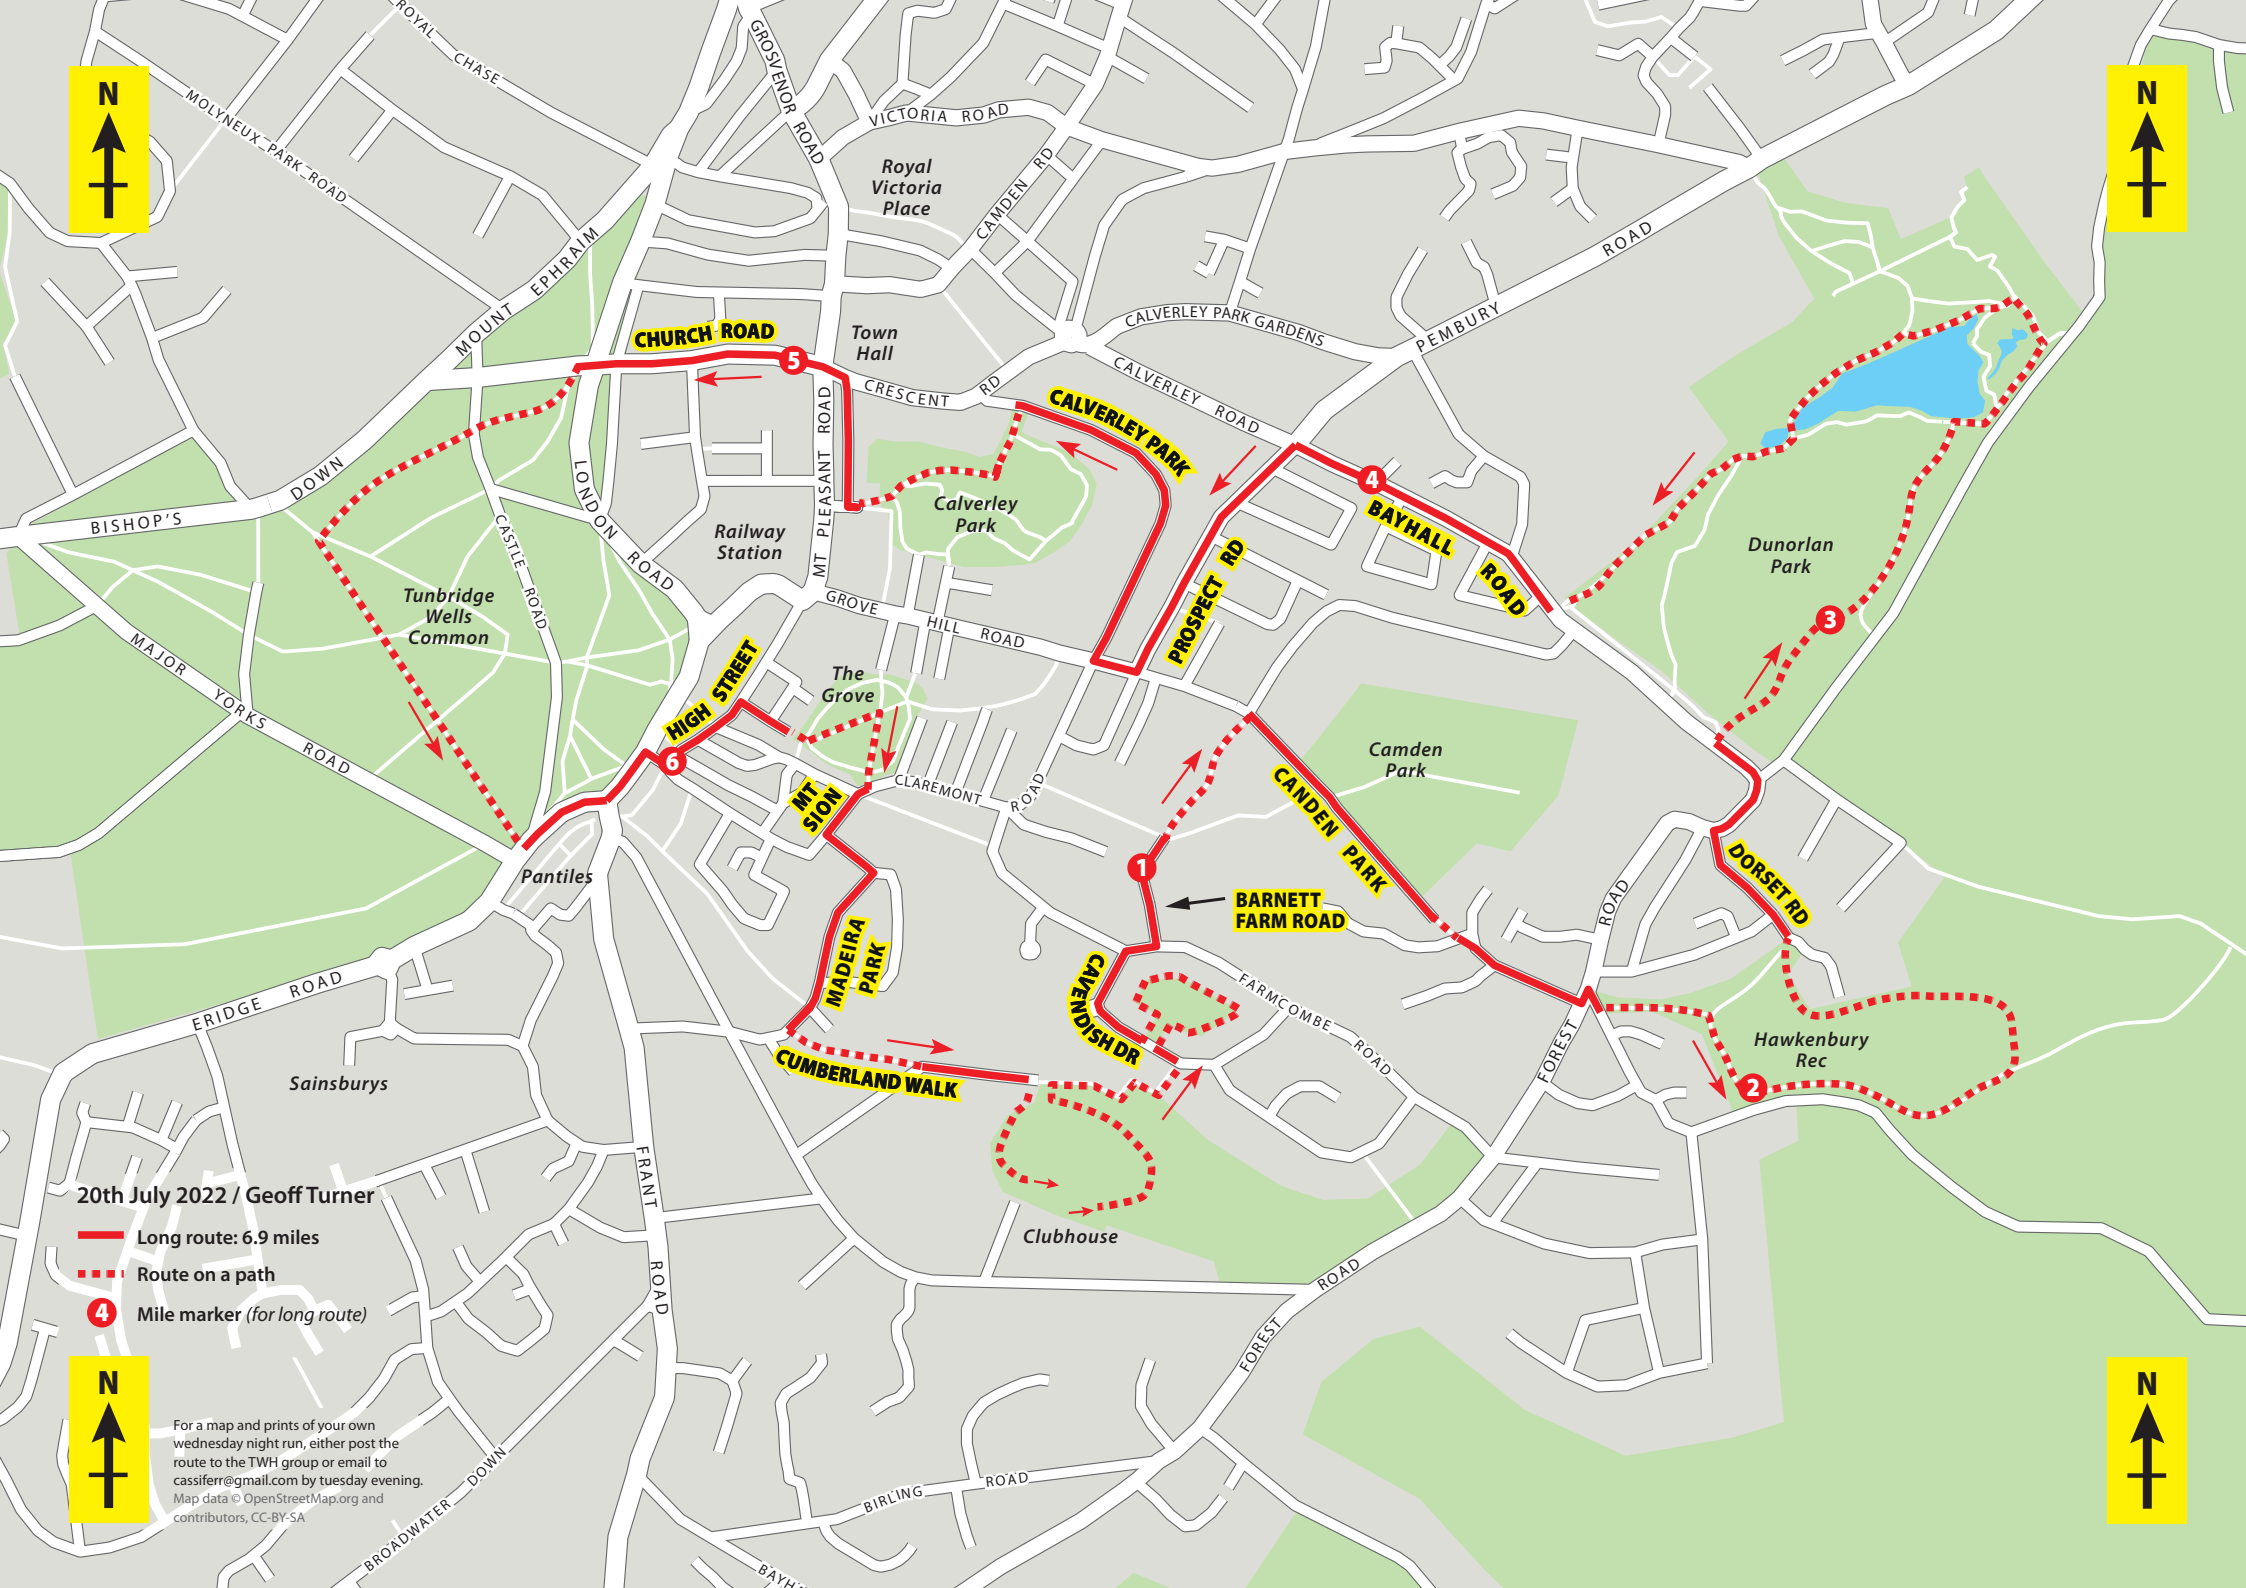 ROYAL CHASE
GROSVENOR ROAD
N
N
MOLYNEUX PARK ROAD
VICTORIA ROAD
Royal
Victoria
Place
CAMDEN RD
MOUNT EPHRAIM
PEMBURY ROAD
CALVERLEY PARK GARDENS
CHURCH ROAD
5
Town
Hall
CRESCENT RD
CALVERLEY ROAD
CALVERLEY PARK
4
BAYHALL ROAD
BISHOP'S DOWN
LONDON ROAD
CASTLE ROAD
MT PLEASANT ROAD
Railway
Station
Calverley
Park
PROSPECT RD
Dunorlan
Park
3
Tunbridge
Wells
Common
GROVE HILL ROAD
MAJOR YORKS ROAD
HIGH STREET
6
The
Grove
MT
SION
CLAREMONT ROAD
Camden
Park
CANDEN PARK
1
BARNETT
FARM ROAD
DORSET RD
Pantiles
MADEIRA
PARK
CAVENDISH DR
FARMCOMBE ROAD
FOREST ROAD
Hawkenbury
Rec
2
ERIDGE ROAD
Sainsburys
CUMBERLAND WALK
Clubhouse
FRANT ROAD
FOREST ROAD
20th July 2022 / Geoff Turner
Long route: 6.9 miles
Route on a path
4 Mile marker (for long route)
N
N
For a map and prints of your own
wednesday night run, either post the
route to the TWH group or email to
cassiferr@gmail.com by tuesday evening.
Map data © OpenStreetMap.org and
contributors, CC-BY-SA
BROADWATER DOWN
BIRLING ROAD